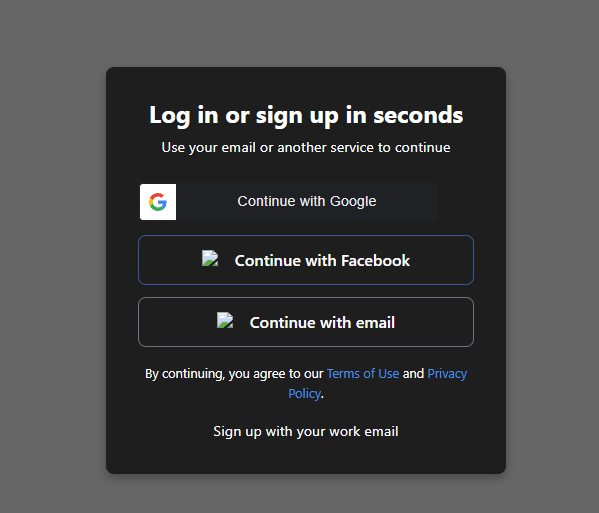 Log in or sign up in seconds
Use your email or another service to continue
Continue with Google
Continue with Facebook
Continue with email
By continuing, you agree to our Terms of Use and Privacy
Policy.
Sign up with your work email